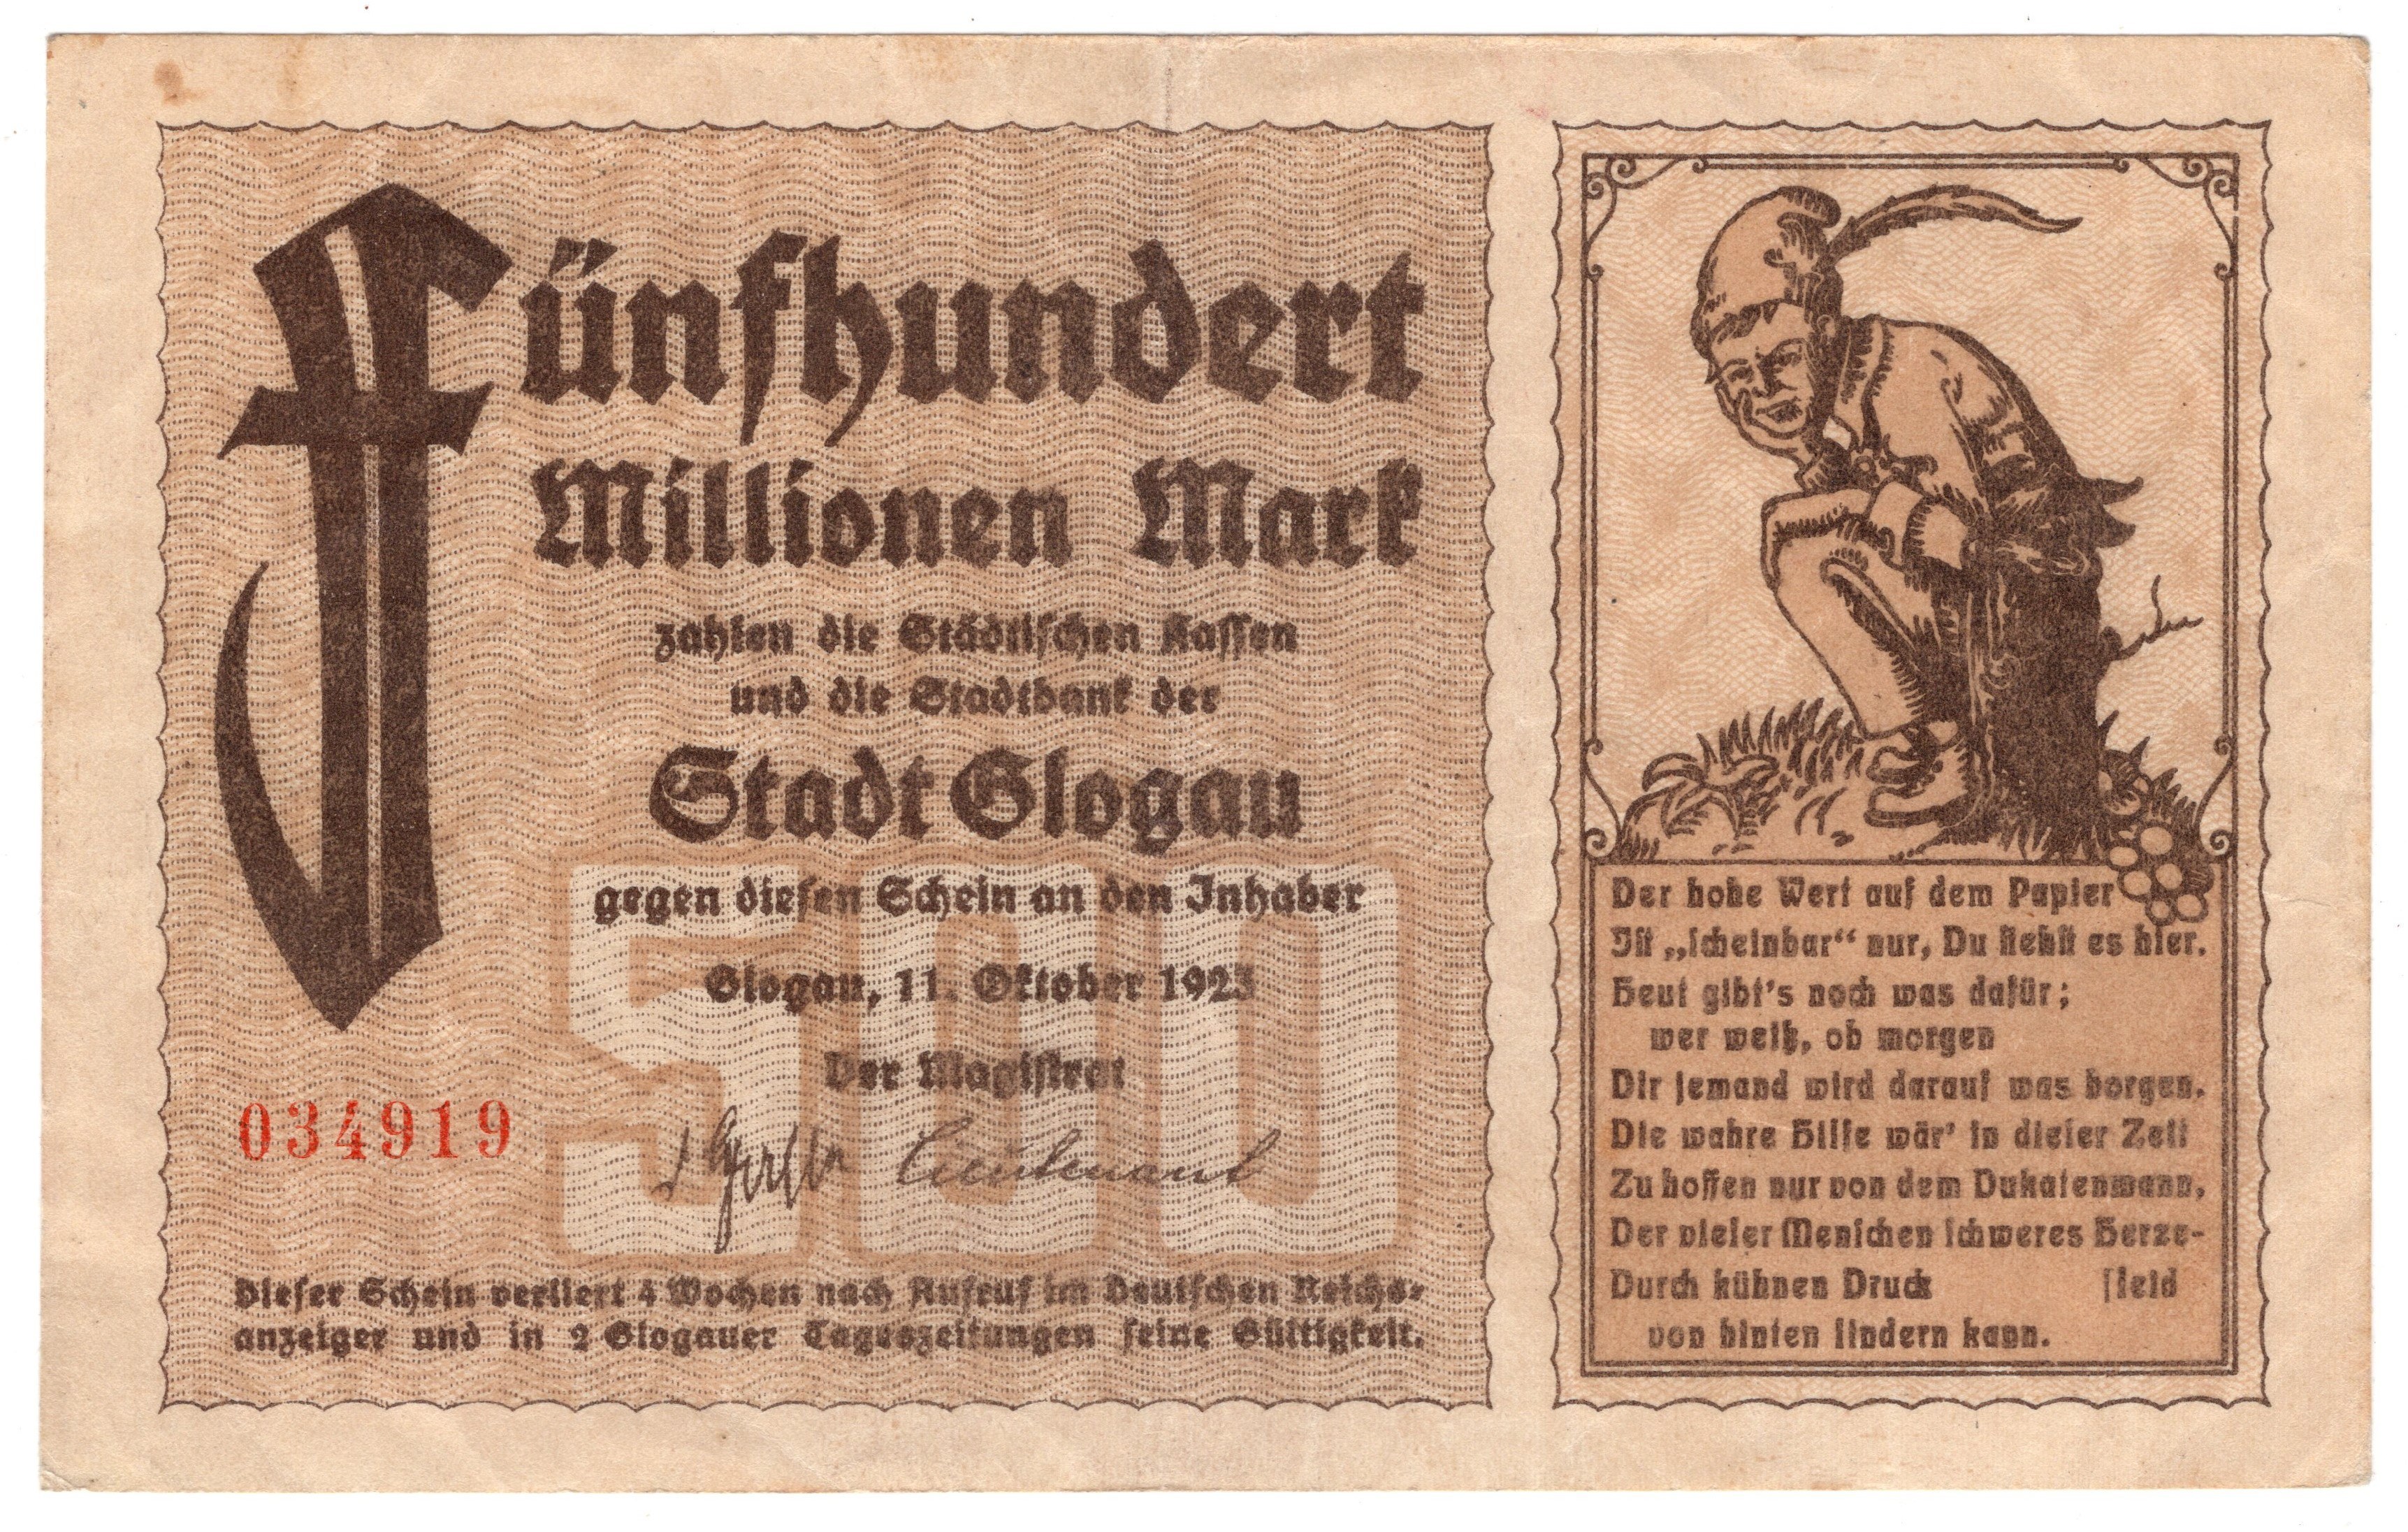 Fünfhundert
Millionen Mark
zahlen die Städtischen Kassen
und die Stadtbank der
Stadt Glogau
gegen diesen Schein an den Inhaber
500
Glogau, 11. Oktober 1923
Der Magistrat
034919
Dieser Schein verliert 4 Wochen nach Aufruf im Deutschen Reichs-
anzeiger und in 2 Glogauer Tageszeitungen seine Gültigkeit.
Der hohe Wert auf dem Papier
Ist „scheinbar“ nur, Du siehst es hier.
Heut gibt's noch was dafür;
wer weiß, ob morgen
Dir jemand wird darauf was borgen.
Die wahre Hilfe wär' in dieser Zeit
Zu hoffen nur von dem Dukatenmann,
Der vieler Menschen schweres Herze-
Durch kühnen Druck [leid
von hinten lindern kann.